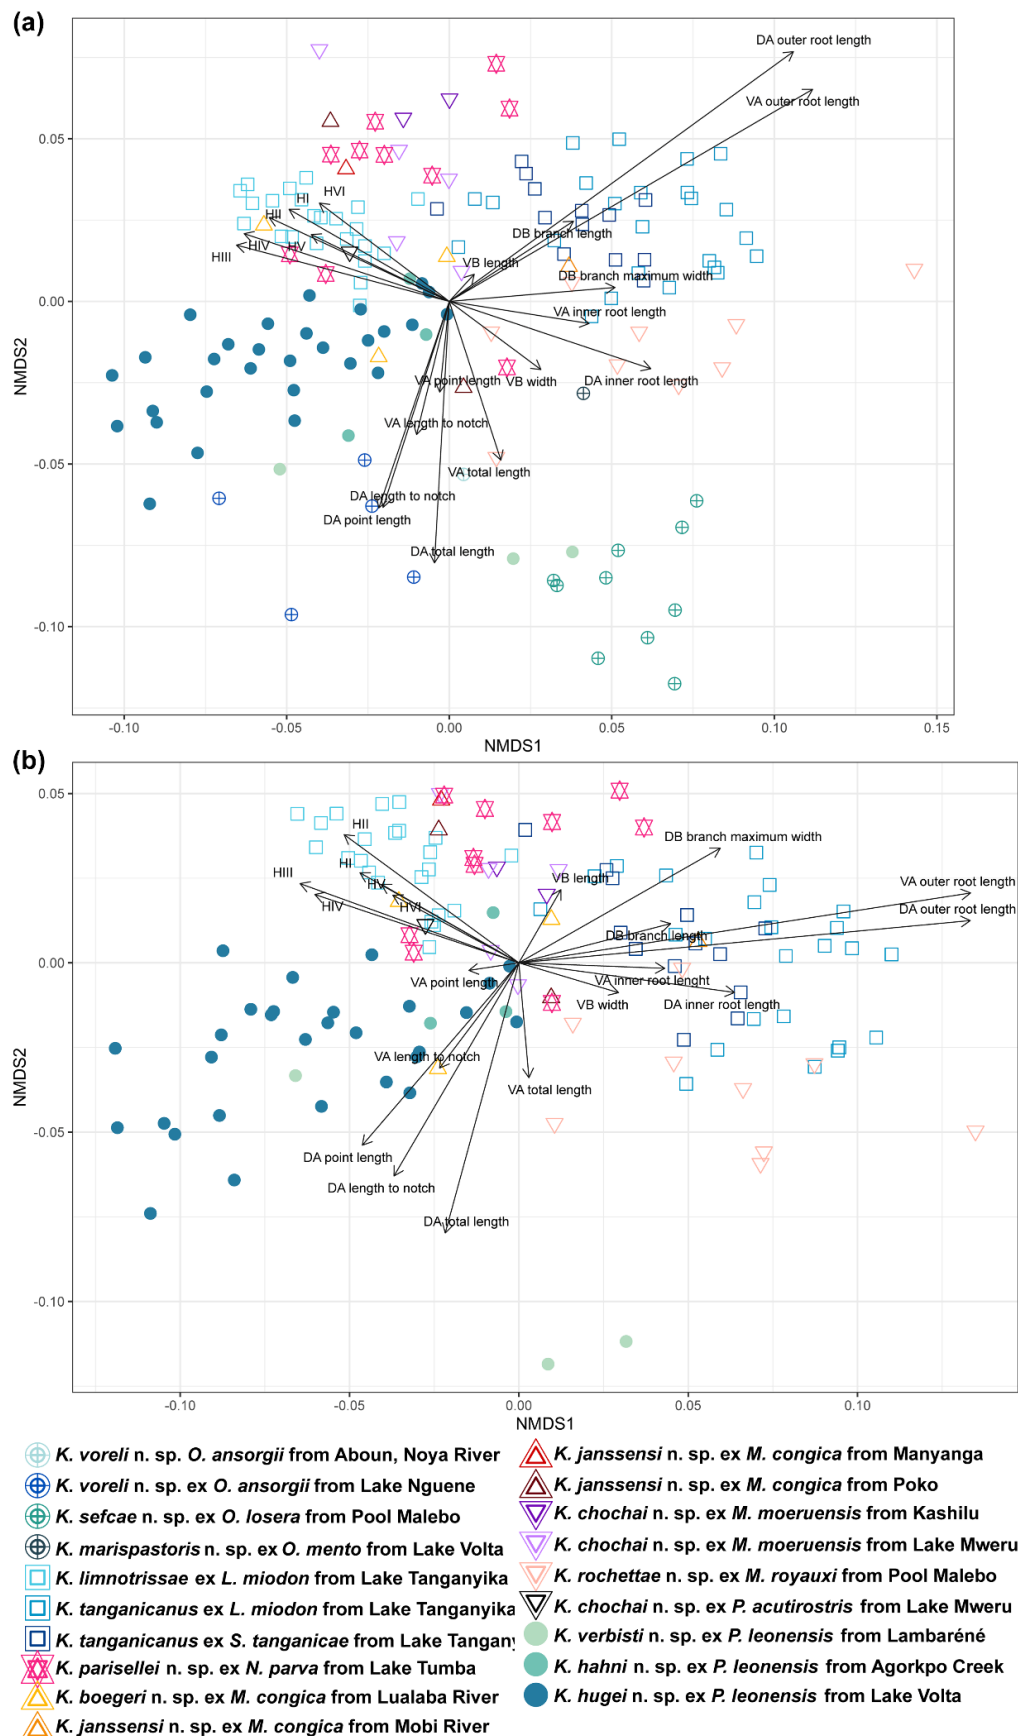 (a)
DA outer root length
VA outer root length
0.05
HVI
HI
HII
HIV
HV
HIII
DB branch length
VB length
DB branch maximum width
0.00
VA inner root length
NMDS2
VA point length
VB width
DA inner root length
VA length to notch
-0.05
VA total length
DA length to notch
DA point length
DA total length
-0.10
-0.10
-0.05
0.00
0.05
0.10
0.15
NMDS1
(b)
0.05
HII
DB branch maximum width
HI
HIII
HV
VB length
VA outer root length
HIV
HVI
DA outer root length
DB branch length
0.00
VA point length
VA inner root lenght
VB width
DA inner root length
NMDS2
VA length to notch
VA total length
-0.05
DA point length
DA length to notch
DA total length
-0.10
-0.10
-0.05
0.00
0.05
0.10
NMDS1
K. voreli n. sp. O. ansorgii from Aboun, Noya River
K. voreli n. sp. ex O. ansorgii from Lake Nguene
K. sefcae n. sp. ex O. losera from Pool Malebo
K. marispastoris n. sp. ex O. mento from Lake Volta
K. limnotrissae ex L. miodon from Lake Tanganyika
K. tanganicanus ex L. miodon from Lake Tanganyika
K. tanganicanus ex S. tanganicae from Lake Tangany
K. parisellei n. sp. ex N. parva from Lake Tumba
K. boegeri n. sp. ex M. congica from Lualaba River
K. janssensi n. sp. ex M. congica from Mobi River
K. janssensi n. sp. ex M. congica from Manyanga
K. janssensi n. sp. ex M. congica from Poko
K. chochai n. sp. ex M. moeruensis from Kashilu
K. chochai n. sp. ex M. moeruensis from Lake Mweru
K. rochettae n. sp. ex M. royauxi from Pool Malebo
K. chochai n. sp. ex P. acutirostris from Lake Mweru
K. verbisti n. sp. ex P. leonensis from Lambaréné
K. hahni n. sp. ex P. leonensis from Agorkpo Creek
K. hugei n. sp. ex P. leonensis from Lake Volta